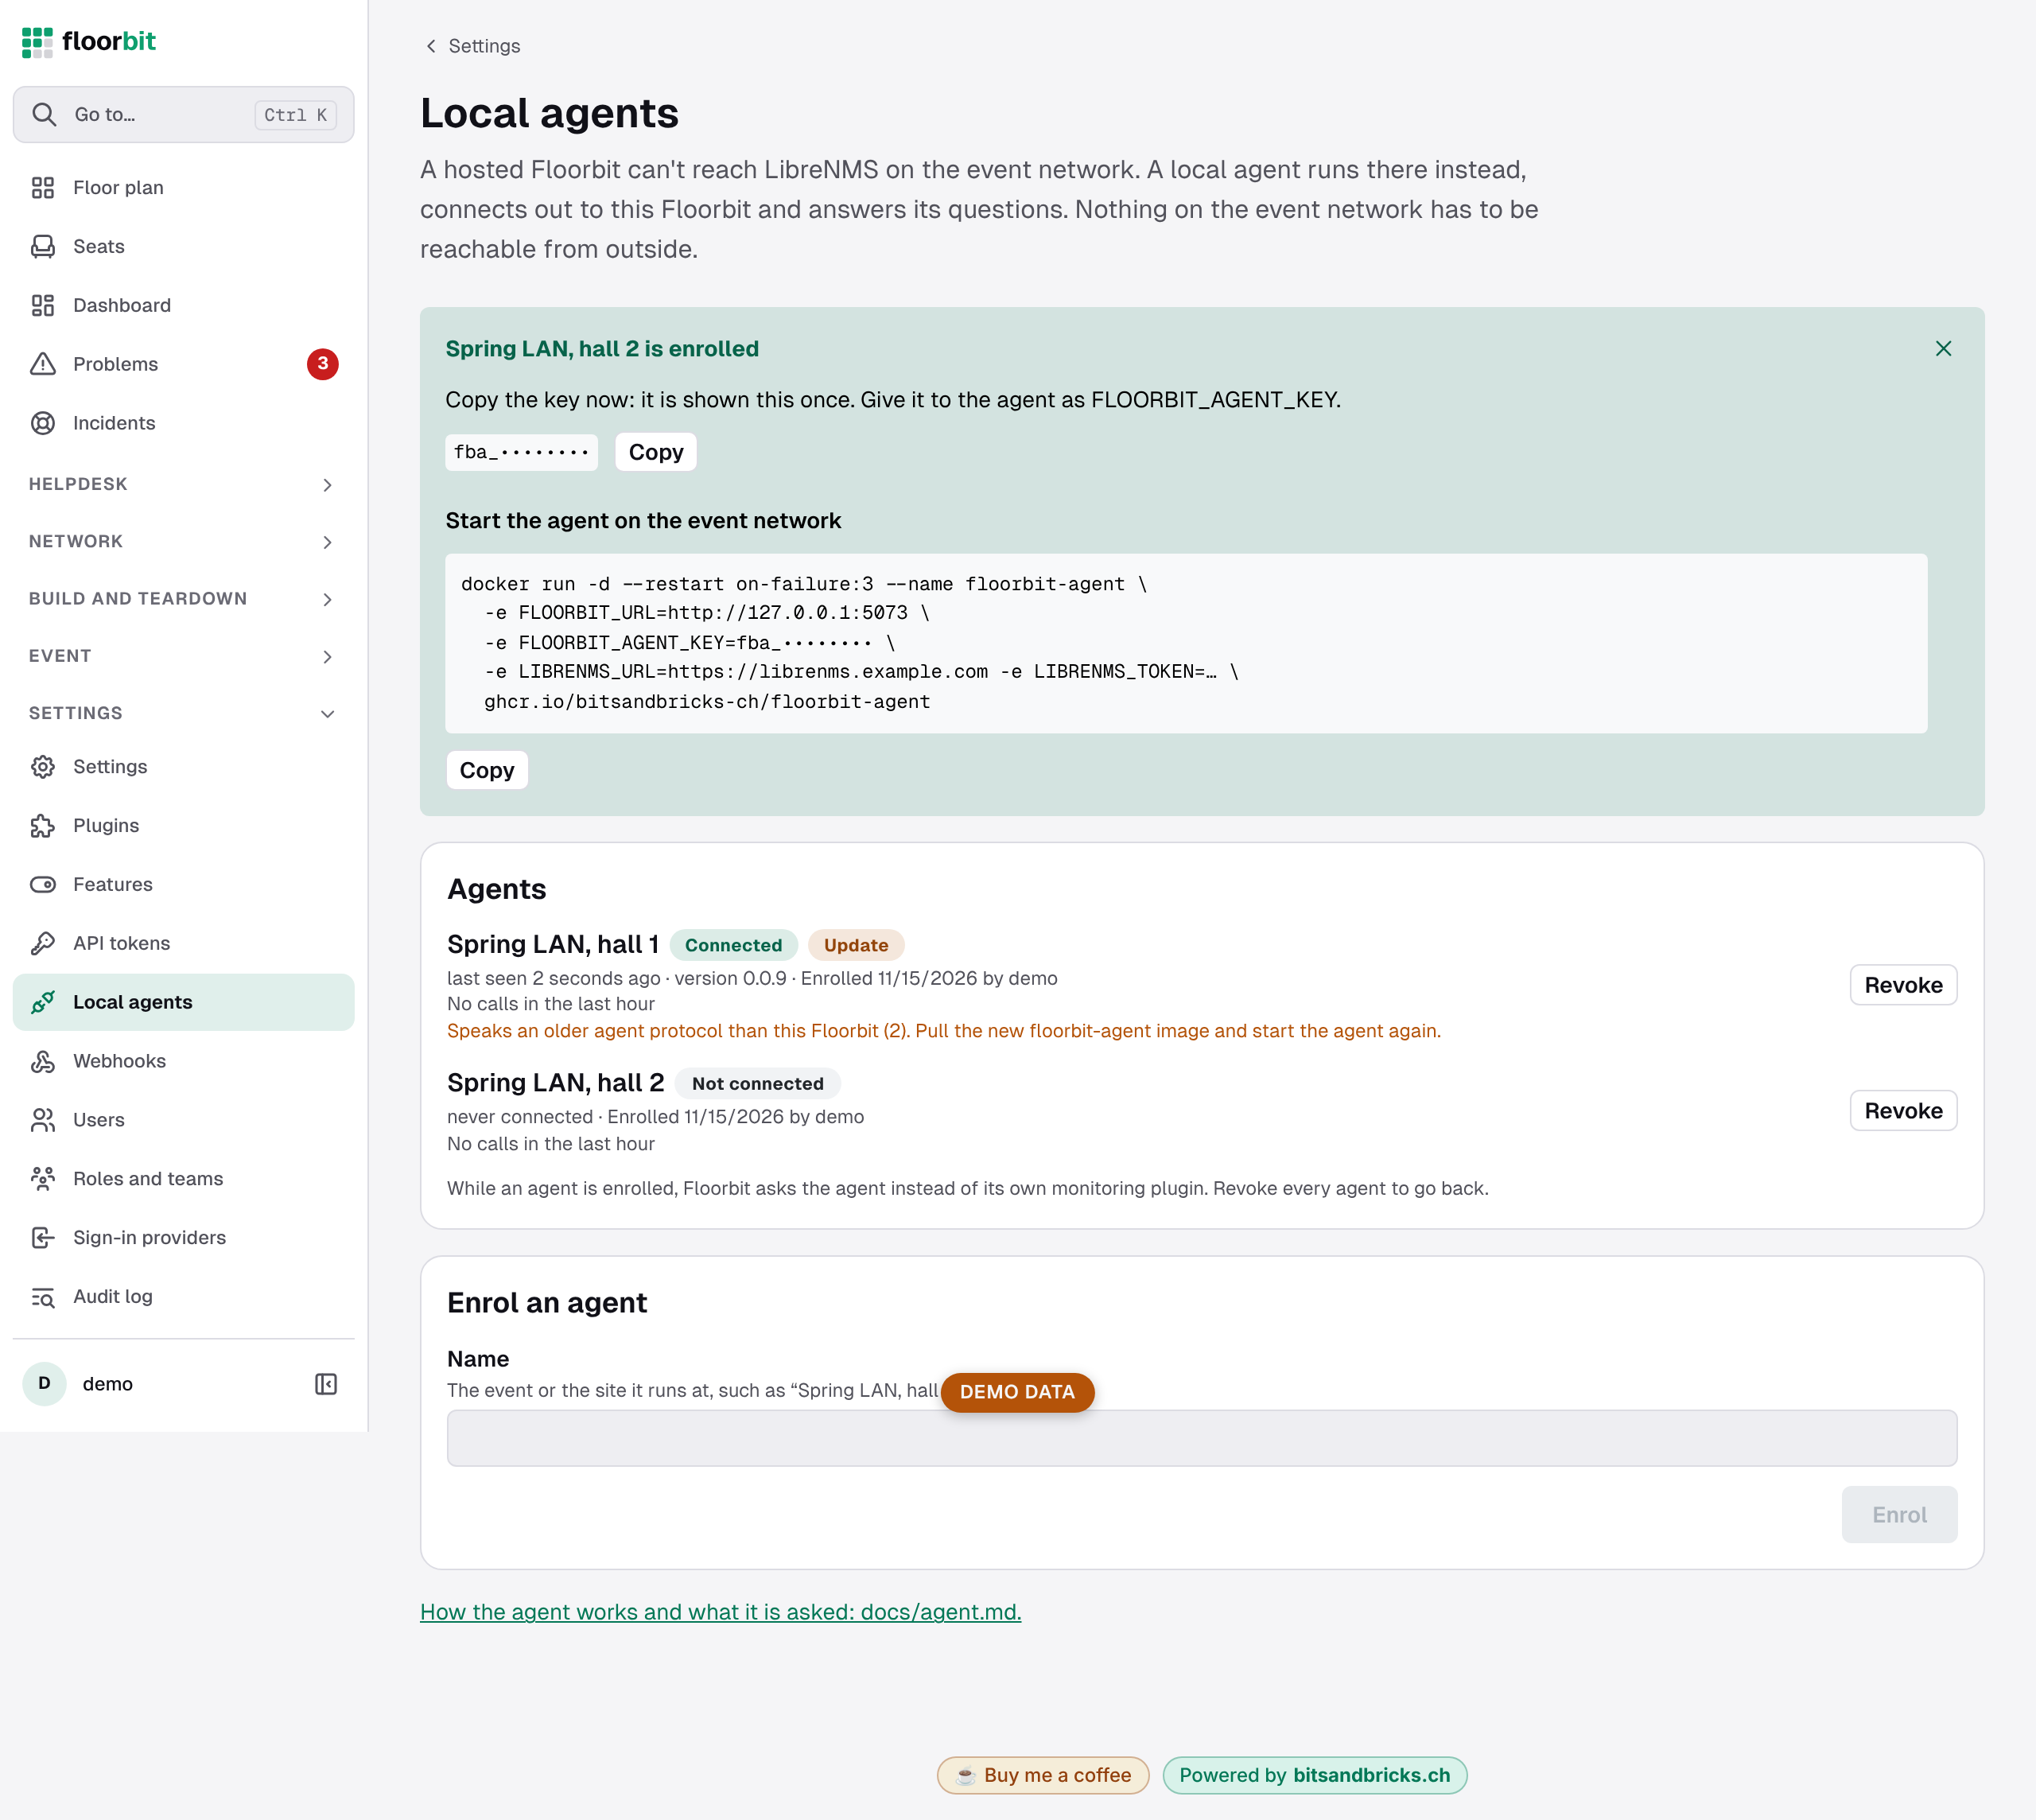 floorbit
Go to...
Ctrl K
Floor plan
Seats
Dashboard
Problems
3
Incidents
HELPDESK
NETWORK
BUILD AND TEARDOWN
EVENT
SETTINGS
Settings
Plugins
Features
API tokens
Local agents
Webhooks
Users
Roles and teams
Sign-in providers
Audit log
D
demo
Settings
Local agents
A hosted Floorbit can't reach LibreNMS on the event network. A local agent runs there instead,
connects out to this Floorbit and answers its questions. Nothing on the event network has to be
reachable from outside.
Spring LAN, hall 2 is enrolled
Copy the key now: it is shown this once. Give it to the agent as FLOORBIT_AGENT_KEY.
fba_••••••••
Copy
Start the agent on the event network
docker run -d --restart on-failure:3 --name floorbit-agent \
-e FLOORBIT_URL=http://127.0.0.1:5073 \
-e FLOORBIT_AGENT_KEY=fba_•••••••• \
-e LIBRENMS_URL=https://librenms.example.com -e LIBRENMS_TOKEN=… \
ghcr.io/bitsandbricks-ch/floorbit-agent
Copy
Agents
Spring LAN, hall 1 Connected Update
last seen 2 seconds ago · version 0.0.9 · Enrolled 11/15/2026 by demo
No calls in the last hour
Speaks an older agent protocol than this Floorbit (2). Pull the new floorbit-agent image and start the agent again.
Revoke
Spring LAN, hall 2 Not connected
never connected · Enrolled 11/15/2026 by demo
No calls in the last hour
Revoke
While an agent is enrolled, Floorbit asks the agent instead of its own monitoring plugin. Revoke every agent to go back.
Enrol an agent
Name
The event or the site it runs at, such as “Spring LAN, hall
DEMO DATA
Enrol
How the agent works and what it is asked: docs/agent.md.
☕ Buy me a coffee
Powered by bitsandbricks.ch